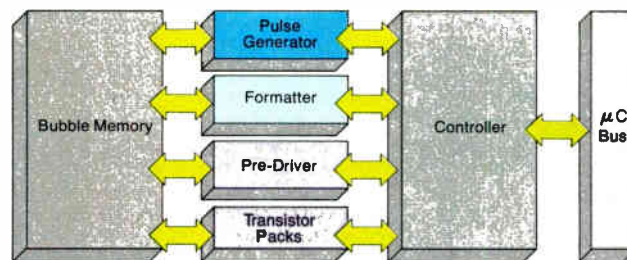 Pulse
Generator
Formatter
Bubble Memory
Controller
μC
Bus
Pre-Driver
Transistor
Packs